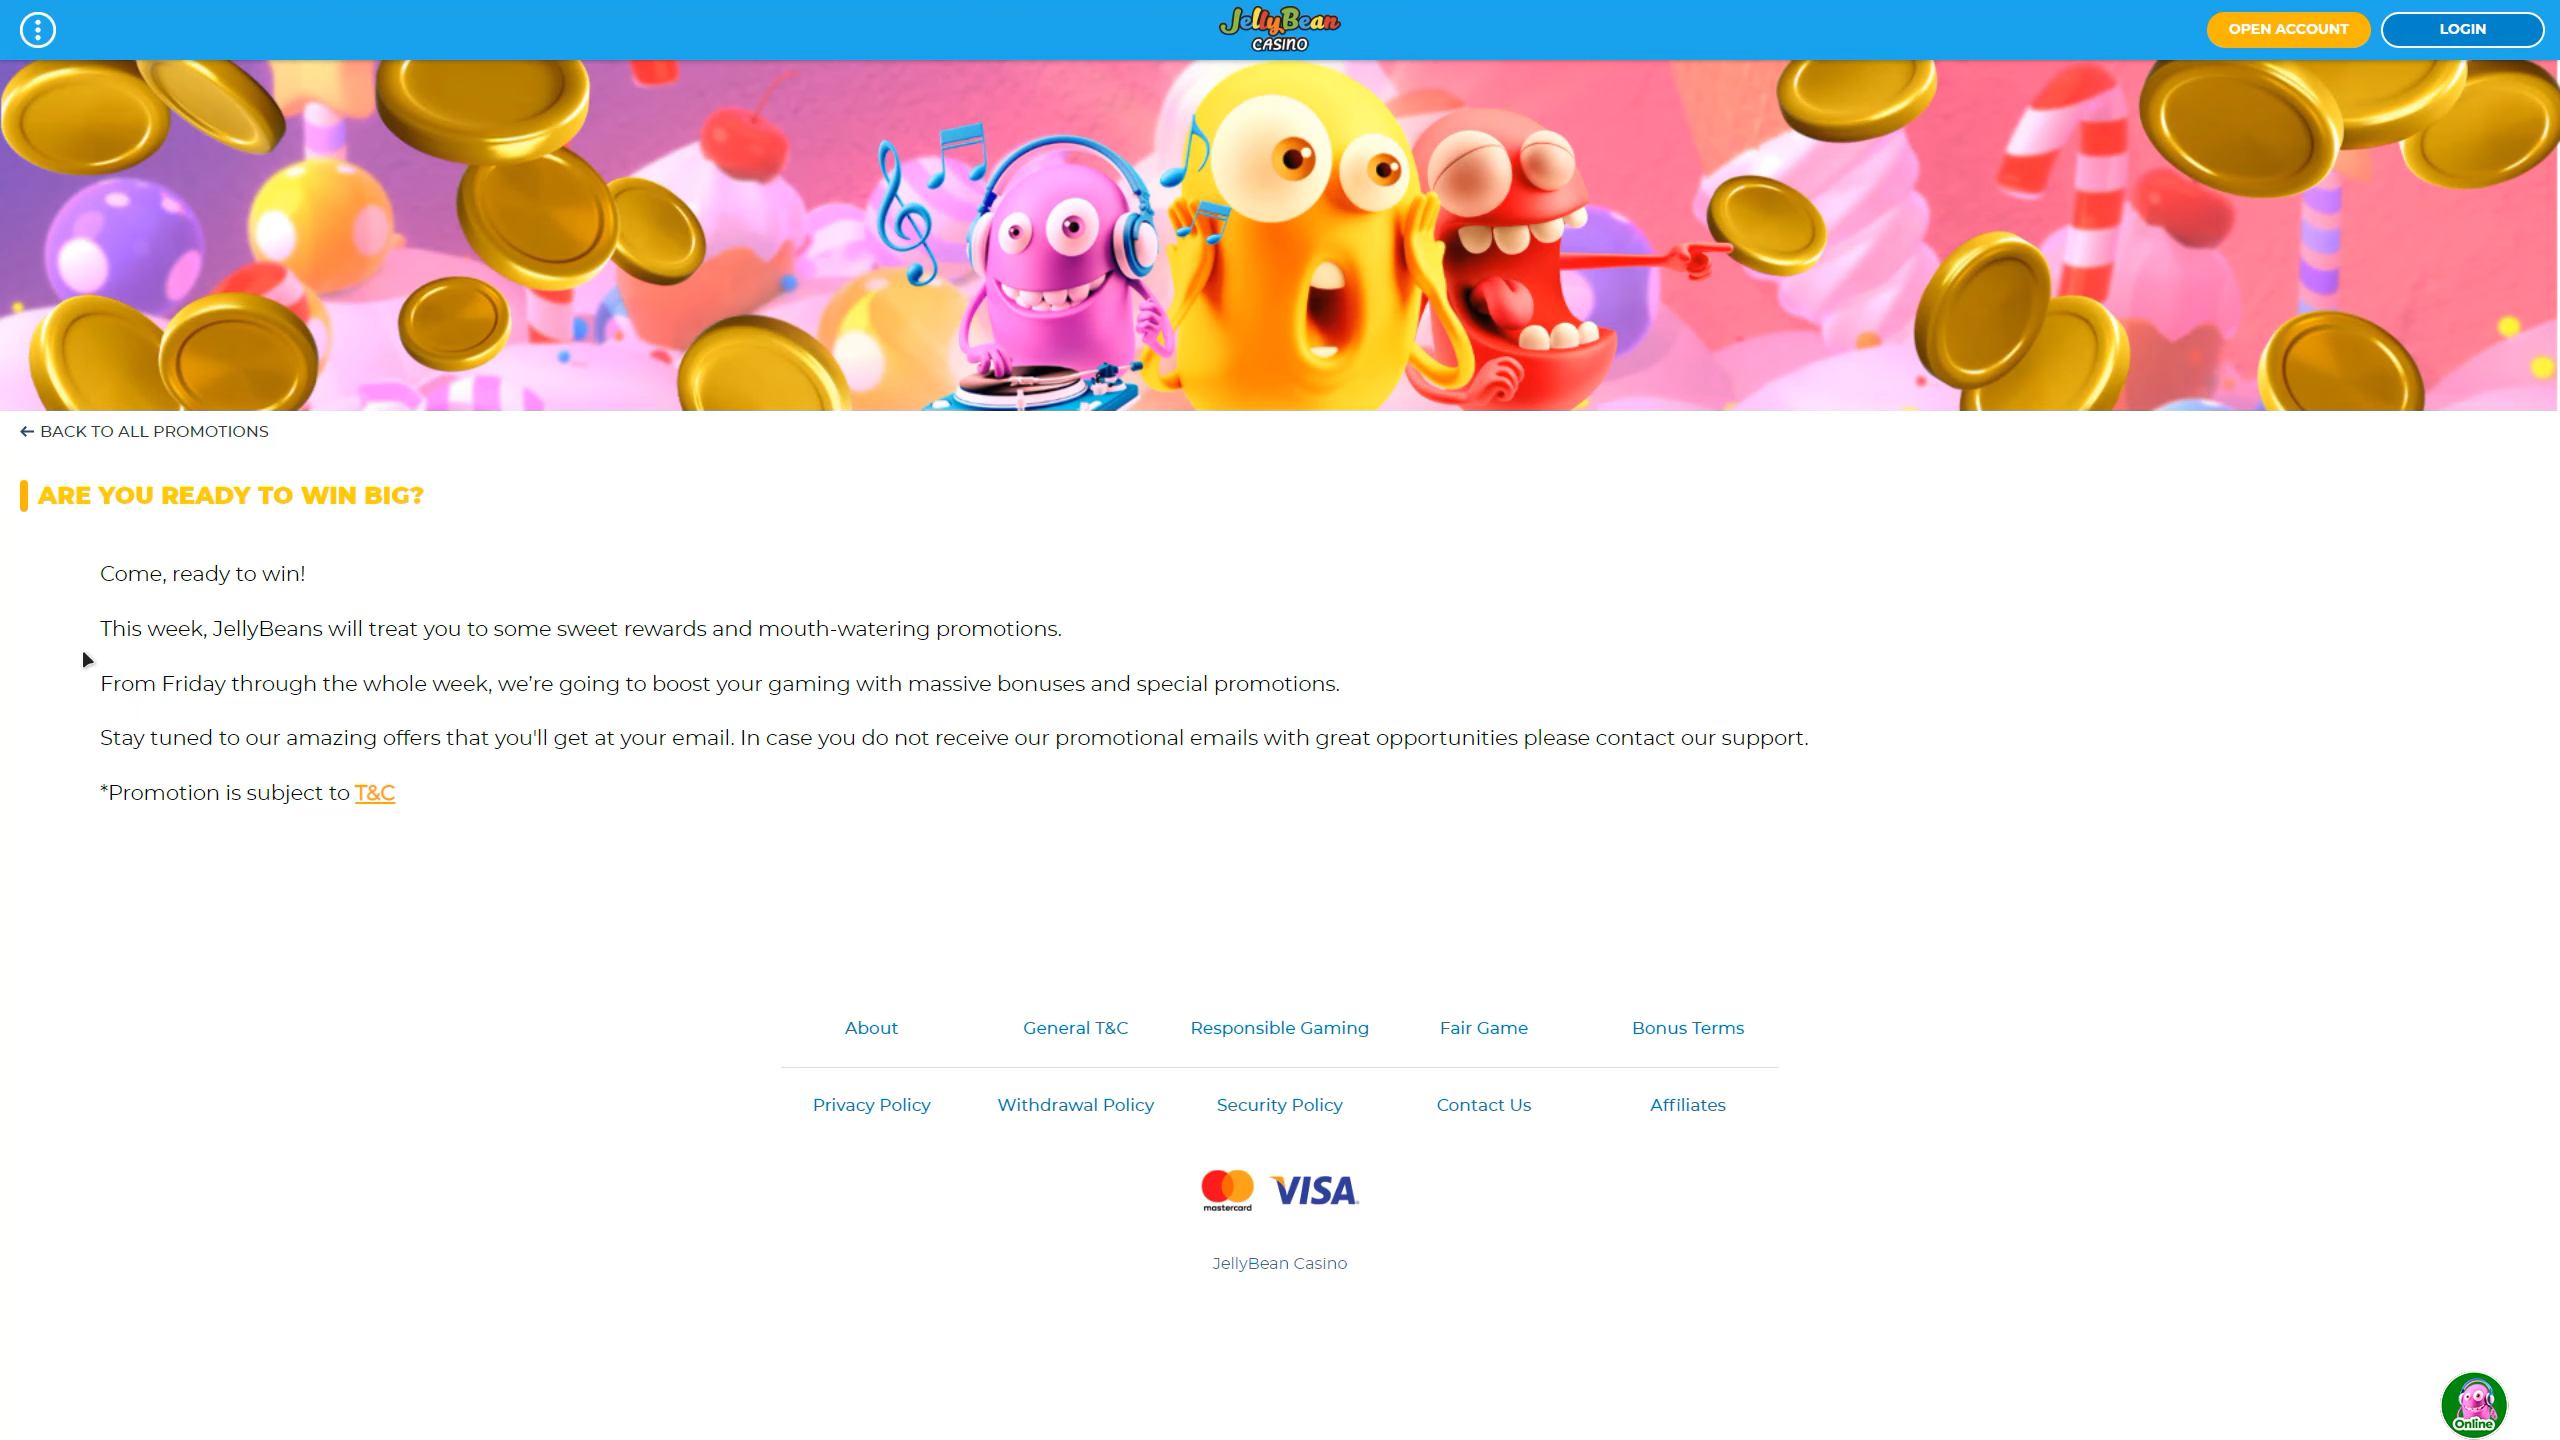 JellyBean
CASINO
OPEN ACCOUNT
LOGIN
BACK TO ALL PROMOTIONS
ARE YOU READY TO WIN BIG?
Come, ready to win!
This week, JellyBeans will treat you to some sweet rewards and mouth-watering promotions.
From Friday through the whole week, we’re going to boost your gaming with massive bonuses and special promotions.
Stay tuned to our amazing offers that you'll get at your email. In case you do not receive our promotional emails with great opportunities please contact our support.
*Promotion is subject to T&C
About General T&C Responsible Gaming Fair Game Bonus Terms
Privacy Policy Withdrawal Policy Security Policy Contact Us Affiliates
mastercard VISA
JellyBean Casino
Online